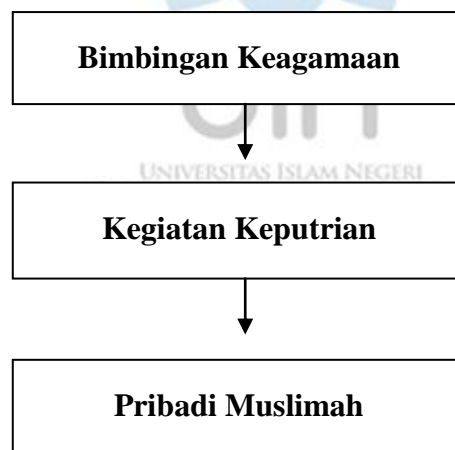 Bimbingan Keagamaan
UNIVERSITAS ISLAM NEGERI
Kegiatan Keputrian
Pribadi Muslimah